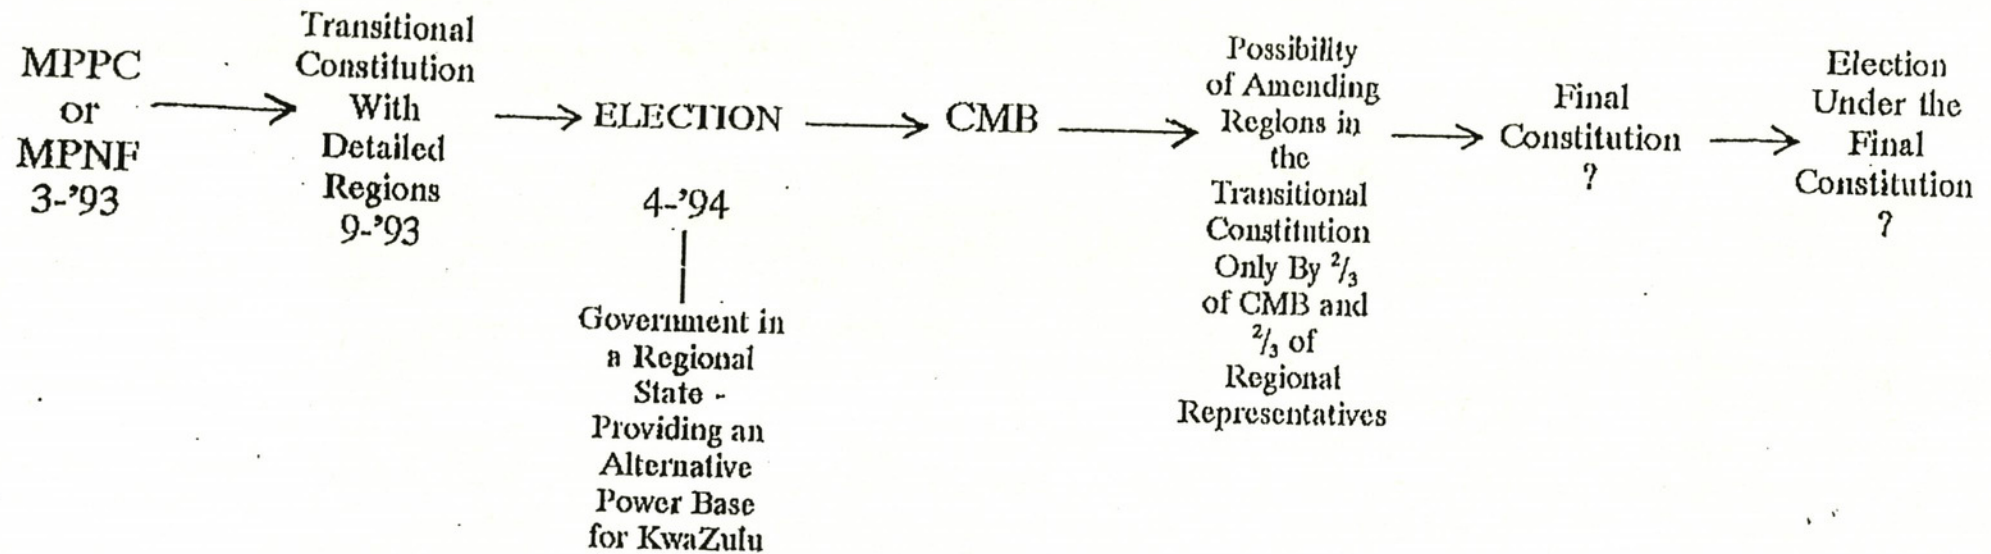 MPPC
or
MPNF
3-'93
Transitional
Constitution
With
Detailed
Regions
9-'93
ELECTION
4-'94
Government in
a Regional
State -
Providing an
Alternative
Power Base
for KwaZulu
CMB
Possibility
of Amending
Regions in
the
Transitional
Constitution
Only By 2/3
of CMB and
2/3 of
Regional
Representatives
Final
Constitution
?
Election
Under the
Final
Constitution
?